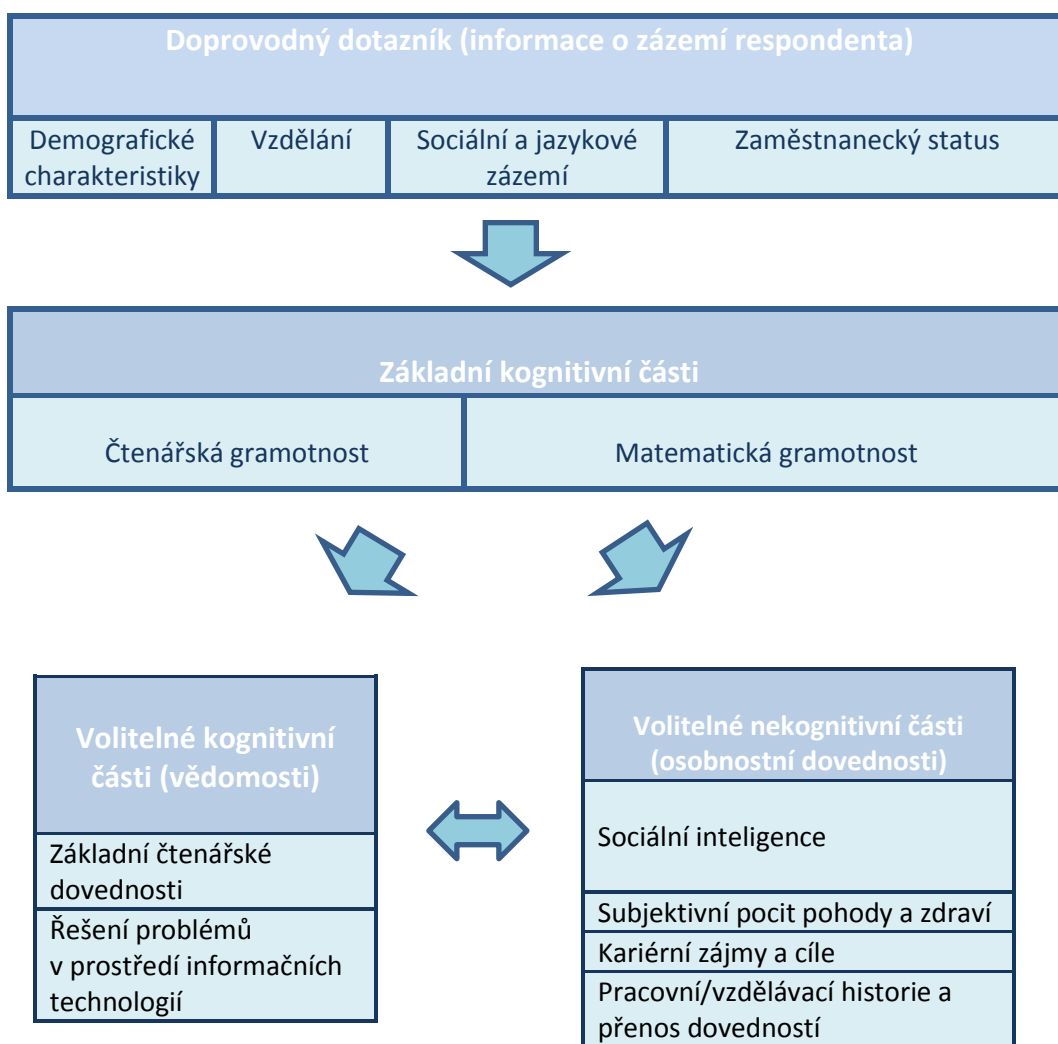 Doprovodný dotazník (informace o zázemí respondenta)
Demografické
charakteristiky
Vzdělání
Sociální a jazykové
zázemí
Zaměstnanecký status
Základní kognitivní části
Čtenářská gramotnost
Matematická gramotnost
Volitelné kognitivní
části (vědomosti)
Základní čtenářské
dovednosti
Řešení problémů
v prostředí informačních
technologií
Volitelné nekognitivní části
(osobnostní dovednosti)
Sociální inteligence
Subjektivní pocit pohody a zdraví
Kariérní zájmy a cíle
Pracovní/vzdělávací historie a
přenos dovedností